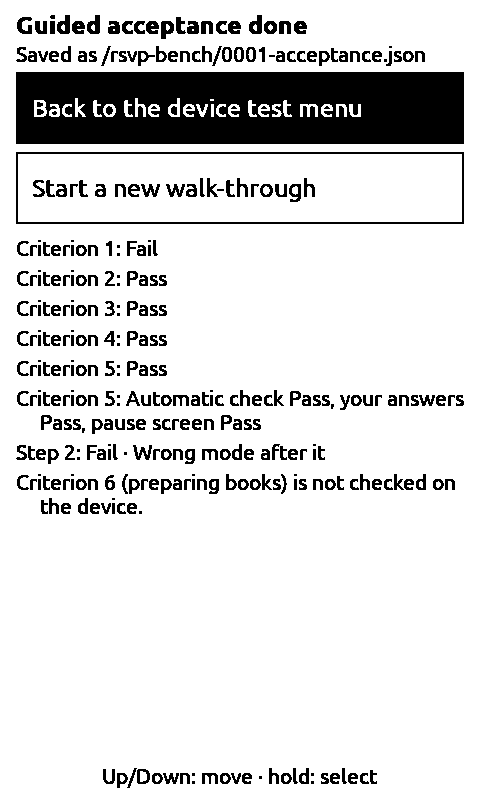 Guided acceptance done
Saved as /rsvp-bench/0001-acceptance.json
Back to the device test menu
Start a new walk-through
Criterion 1: Fail
Criterion 2: Pass
Criterion 3: Pass
Criterion 4: Pass
Criterion 5: Pass
Criterion 5: Automatic check Pass, your answers
Pass, pause screen Pass
Step 2: Fail · Wrong mode after it
Criterion 6 (preparing books) is not checked on
the device.
Up/Down: move · hold: select